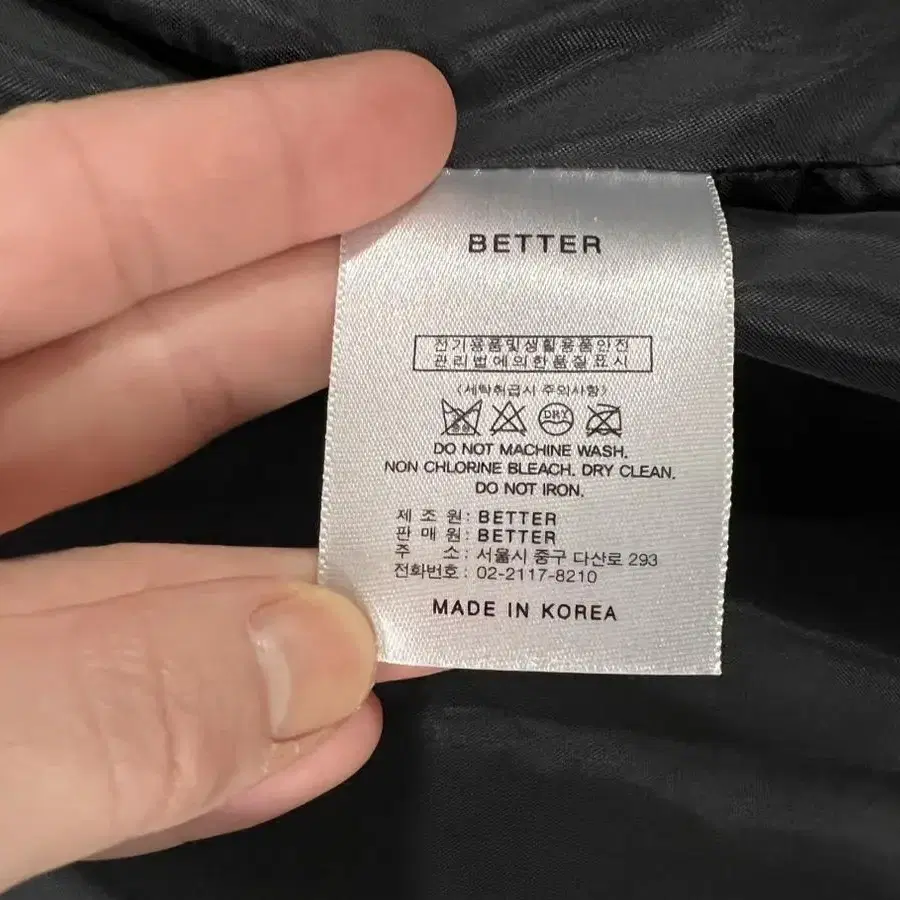 BETTER
전기용품및생활용품안전
관리법에의한품질표시
〈세탁취급시 주의사항〉
DRY
DO NOT MACHINE WASH.
NON CHLORINE BLEACH. DRY CLEAN.
DO NOT IRON.
제 조 원 : BETTER
판 매 원 : BETTER
주 소 : 서울시 중구 다산로 293
전화번호 : 02-2117-8210
MADE IN KOREA